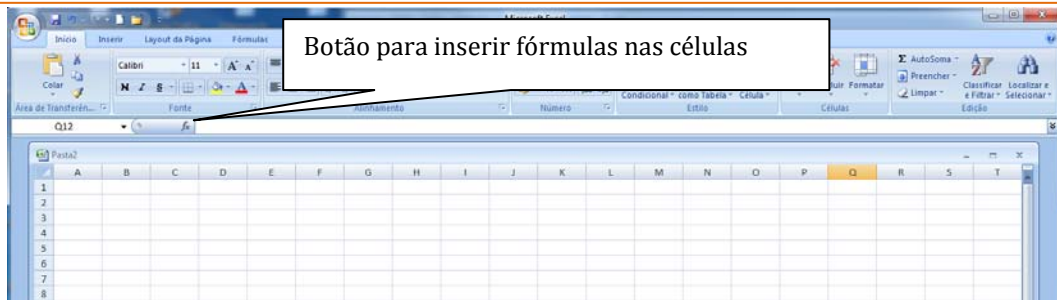 Microsoft Excel
Início Inserir Layout da Página Fórmulas
Botão para inserir fórmulas nas células
Colar
Calibri 11 A A
N I S A
Condicional como Tabela Célula
Formatar
Σ AutoSoma
Preencher
Limpar
Classificar e Filtrar
Localizar e Selecionar
Área de Transferên... Fonte Alinhamento Número Estilo Células Edição
Q12 fx
Pasta2
A B C D E F G H I J K L M N O P Q R S T
1
2
3
4
5
6
7
8